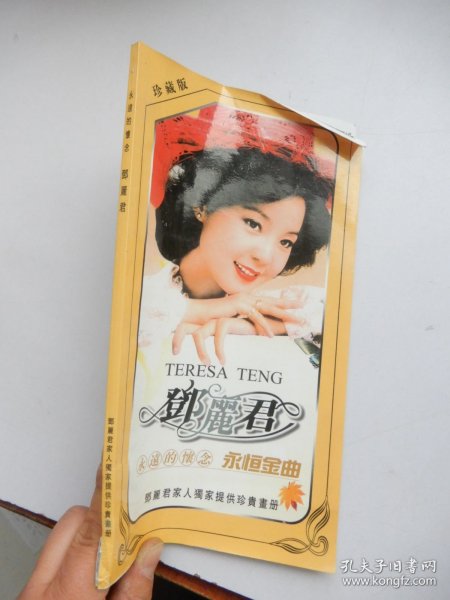 珍藏版
永遠的懷念 鄧麗君
鄧麗君家人獨家提供珍貴畫册
TERESA TENG
鄧麗君
永遠的懷念 永恒金曲
鄧麗君家人獨家提供珍貴畫册
孔夫子旧书网
www.kongfz.com